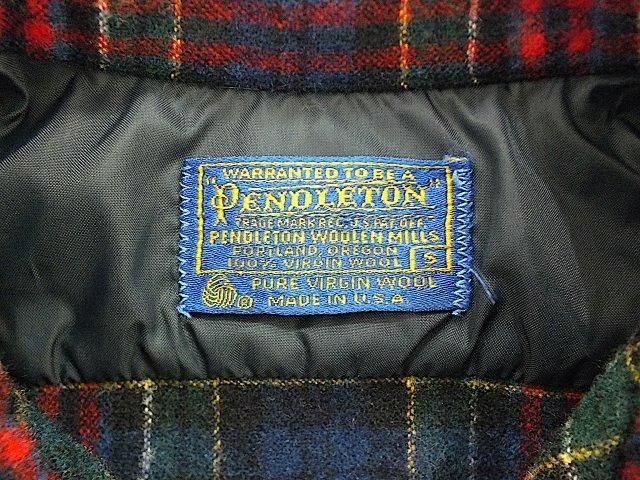 WARRANTED TO BE A
"PENDLETON"
TRADE MARK REG. U.S. PAT. OFF.
PENDLETON WOOLEN MILLS
PORTLAND, OREGON
100% VIRGIN WOOL S
PURE VIRGIN WOOL
® MADE IN U.S.A.